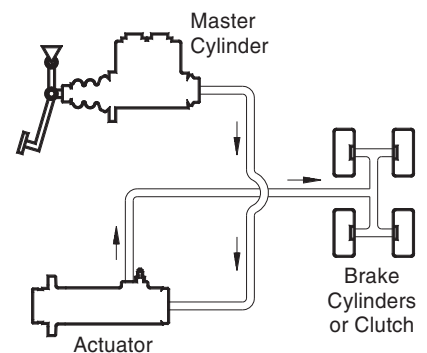 Master
Cylinder
Brake
Cylinders
or Clutch
Actuator